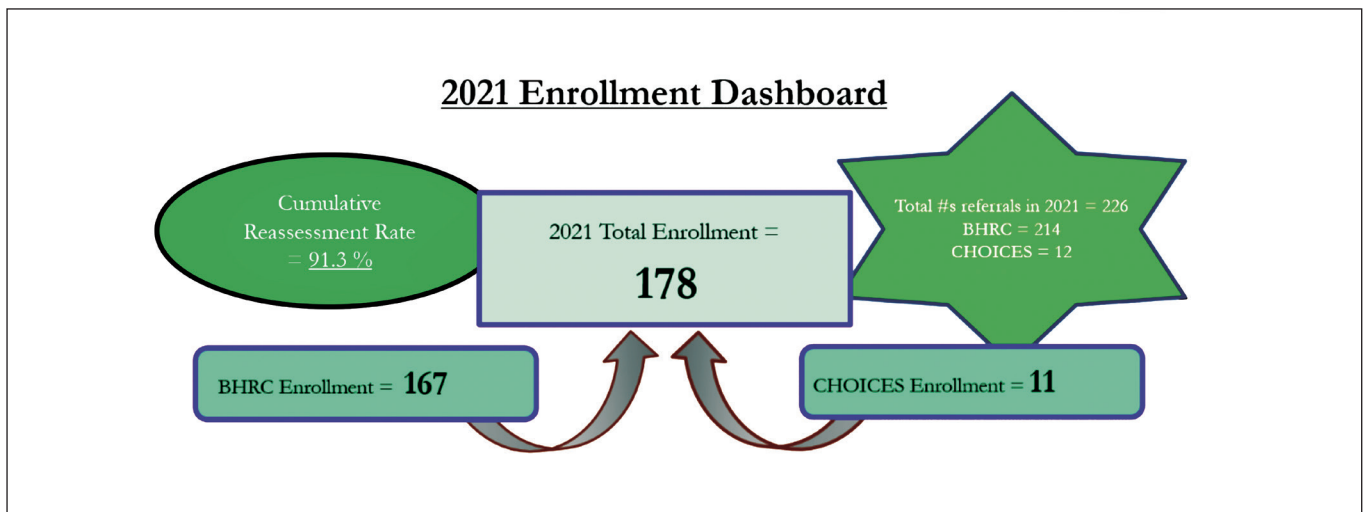 2021 Enrollment Dashboard
Cumulative
Reassessment Rate
= 91.3 %
2021 Total Enrollment =
178
Total #s referrals in 2021 = 226
BHRC = 214
CHOICES = 12
BHRC Enrollment = 167
CHOICES Enrollment = 11